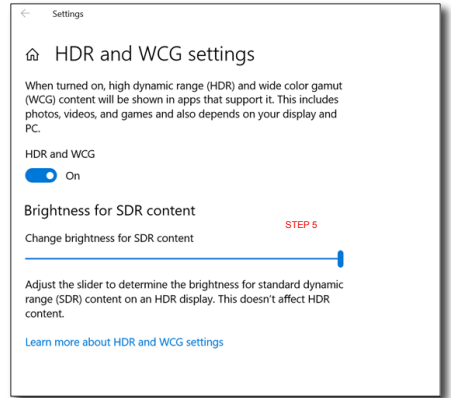 Settings
HDR and WCG settings
When turned on, high dynamic range (HDR) and wide color gamut
(WCG) content will be shown in apps that support it. This includes
photos, videos, and games and also depends on your display and
PC.
HDR and WCG
On
Brightness for SDR content
STEP 5
Change brightness for SDR content
Adjust the slider to determine the brightness for standard dynamic
range (SDR) content on an HDR display. This doesn't affect HDR
content.
Learn more about HDR and WCG settings